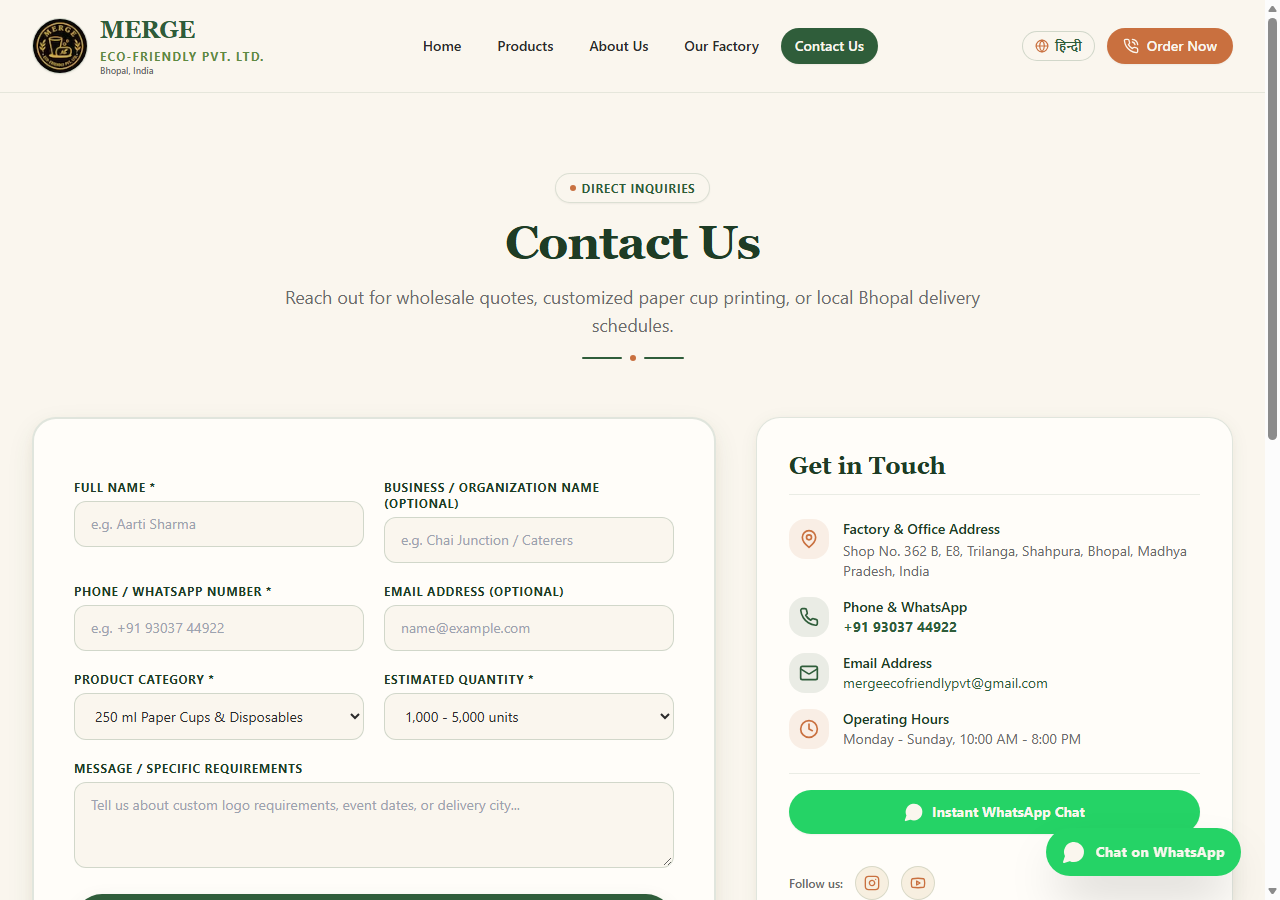 MERGE
ECO-FRIENDLY PVT. LTD.
Bhopal, India
Home
Products
About Us
Our Factory
Contact Us
हिन्दी
Order Now
DIRECT INQUIRIES
Contact Us
Reach out for wholesale quotes, customized paper cup printing, or local Bhopal delivery
schedules.
FULL NAME *
e.g. Aarti Sharma
BUSINESS / ORGANIZATION NAME
(OPTIONAL)
e.g. Chai Junction / Caterers
PHONE / WHATSAPP NUMBER *
e.g. +91 93037 44922
EMAIL ADDRESS (OPTIONAL)
name@example.com
PRODUCT CATEGORY *
250 ml Paper Cups & Disposables
ESTIMATED QUANTITY *
1,000 - 5,000 units
MESSAGE / SPECIFIC REQUIREMENTS
Tell us about custom logo requirements, event dates, or delivery city...
Get in Touch
Factory & Office Address
Shop No. 362 B, E8, Trilanga, Shahpura, Bhopal, Madhya
Pradesh, India
Phone & WhatsApp
+91 93037 44922
Email Address
mergeecofriendlypvt@gmail.com
Operating Hours
Monday - Sunday, 10:00 AM - 8:00 PM
Instant WhatsApp Chat
Chat on WhatsApp
Follow us: